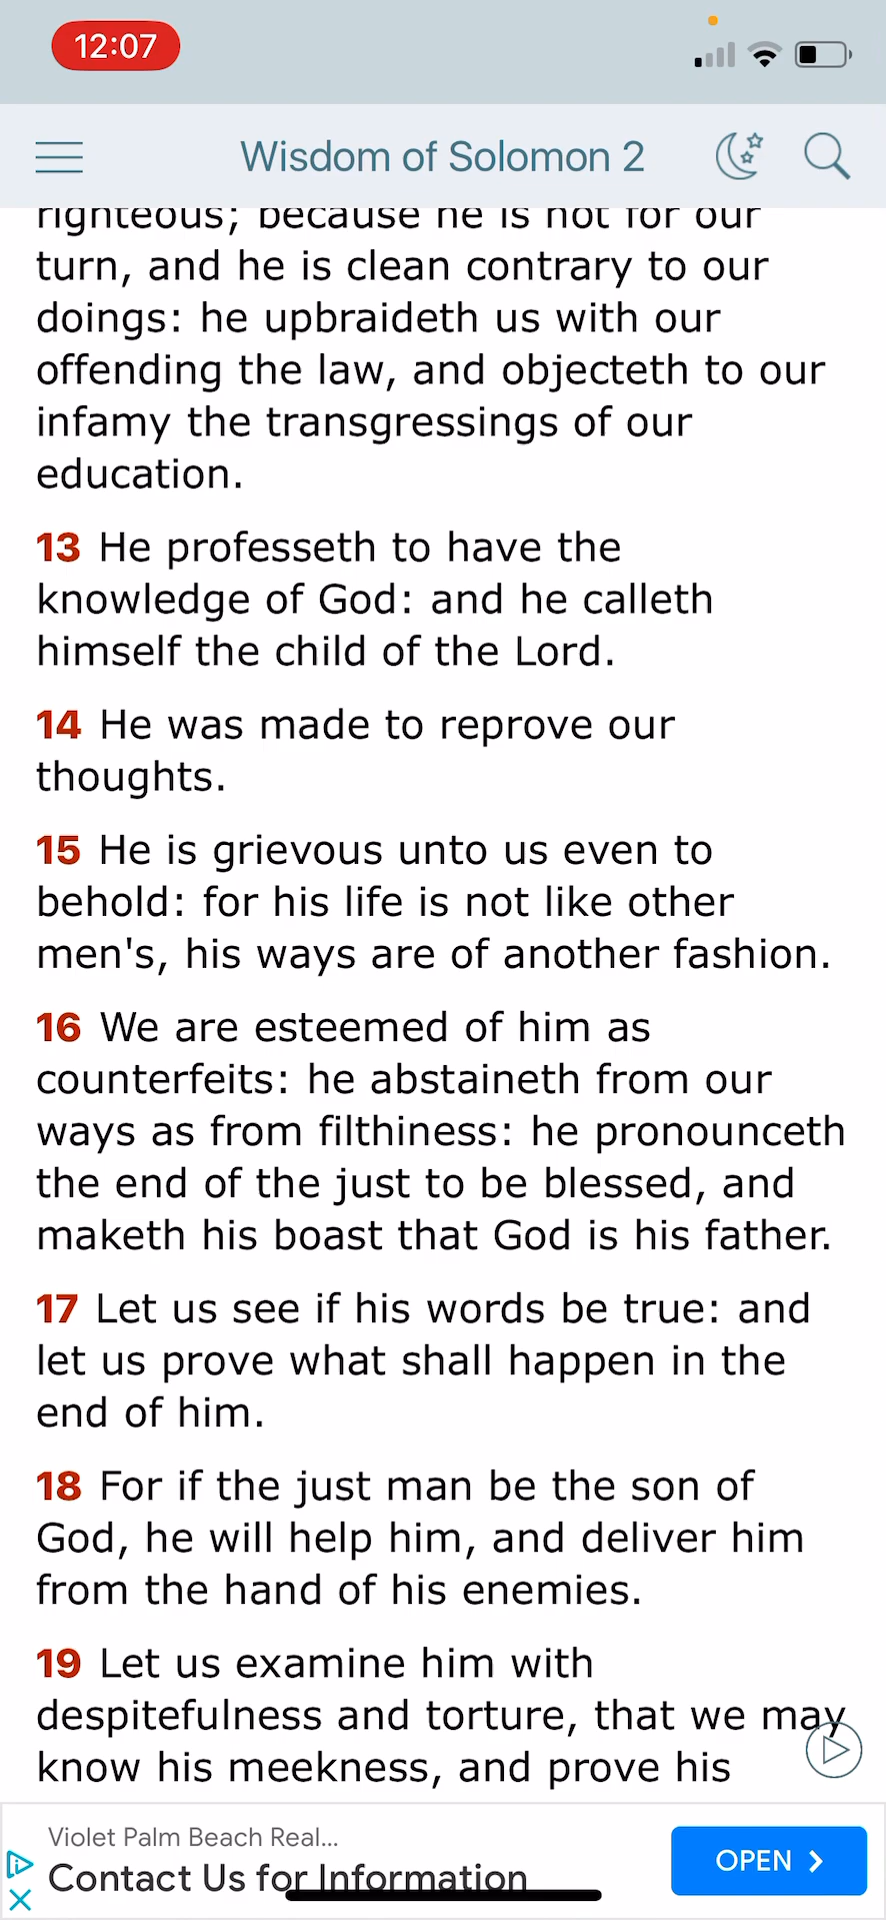 12:07
Wisdom of Solomon 2
righteous; because he is not for our
turn, and he is clean contrary to our
doings: he upbraideth us with our
offending the law, and objecteth to our
infamy the transgressings of our
education.
13 He professeth to have the
knowledge of God: and he calleth
himself the child of the Lord.
14 He was made to reprove our
thoughts.
15 He is grievous unto us even to
behold: for his life is not like other
men's, his ways are of another fashion.
16 We are esteemed of him as
counterfeits: he abstaineth from our
ways as from filthiness: he pronounceth
the end of the just to be blessed, and
maketh his boast that God is his father.
17 Let us see if his words be true: and
let us prove what shall happen in the
end of him.
18 For if the just man be the son of
God, he will help him, and deliver him
from the hand of his enemies.
19 Let us examine him with
despitefulness and torture, that we may
know his meekness, and prove his
Violet Palm Beach Real...
Contact Us for Information
OPEN